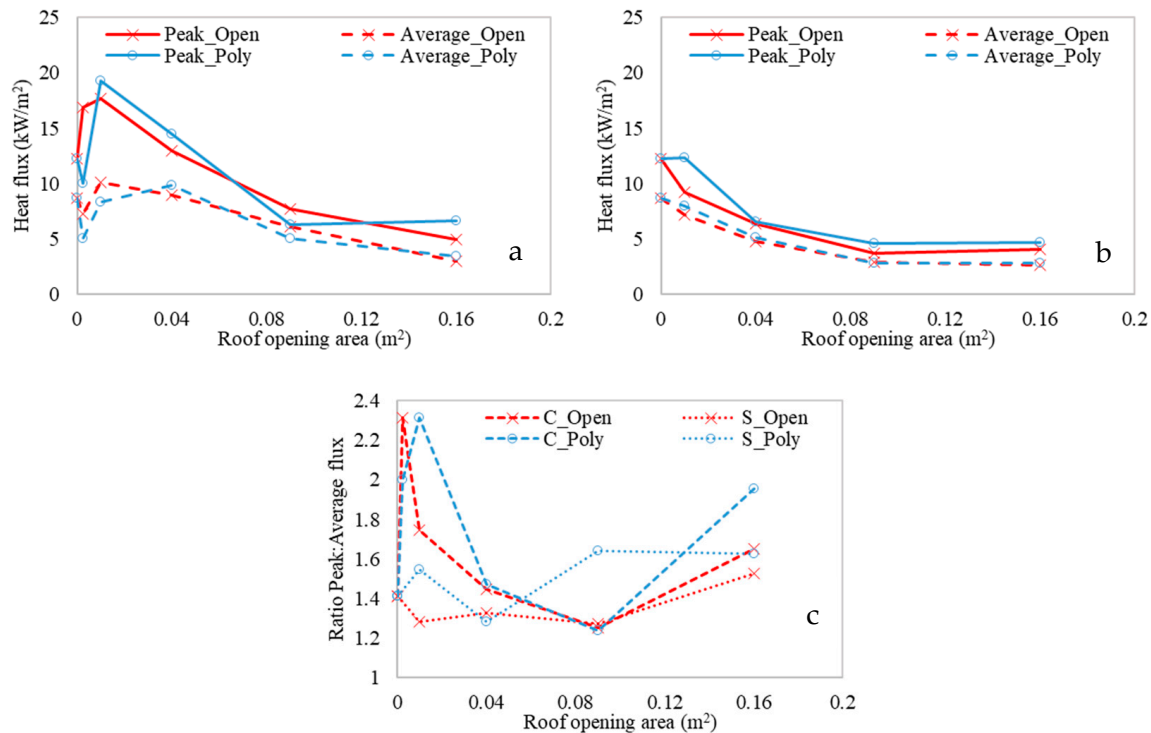 25
20
15
10
5
0
Heat flux (kW/m²)
Peak_Open
Average_Open
Peak_Poly
Average_Poly
a
0 0.04 0.08 0.12 0.16 0.2
Roof opening area (m²)
25
20
15
10
5
0
Heat flux (kW/m²)
Peak_Open
Average_Open
Peak_Poly
Average_Poly
b
0 0.04 0.08 0.12 0.16 0.2
Roof opening area (m²)
2.4
2.2
2
1.8
1.6
1.4
1.2
1
Ratio Peak:Average flux
C_Open
S_Open
C_Poly
S_Poly
c
0 0.04 0.08 0.12 0.16 0.2
Roof opening area (m²)